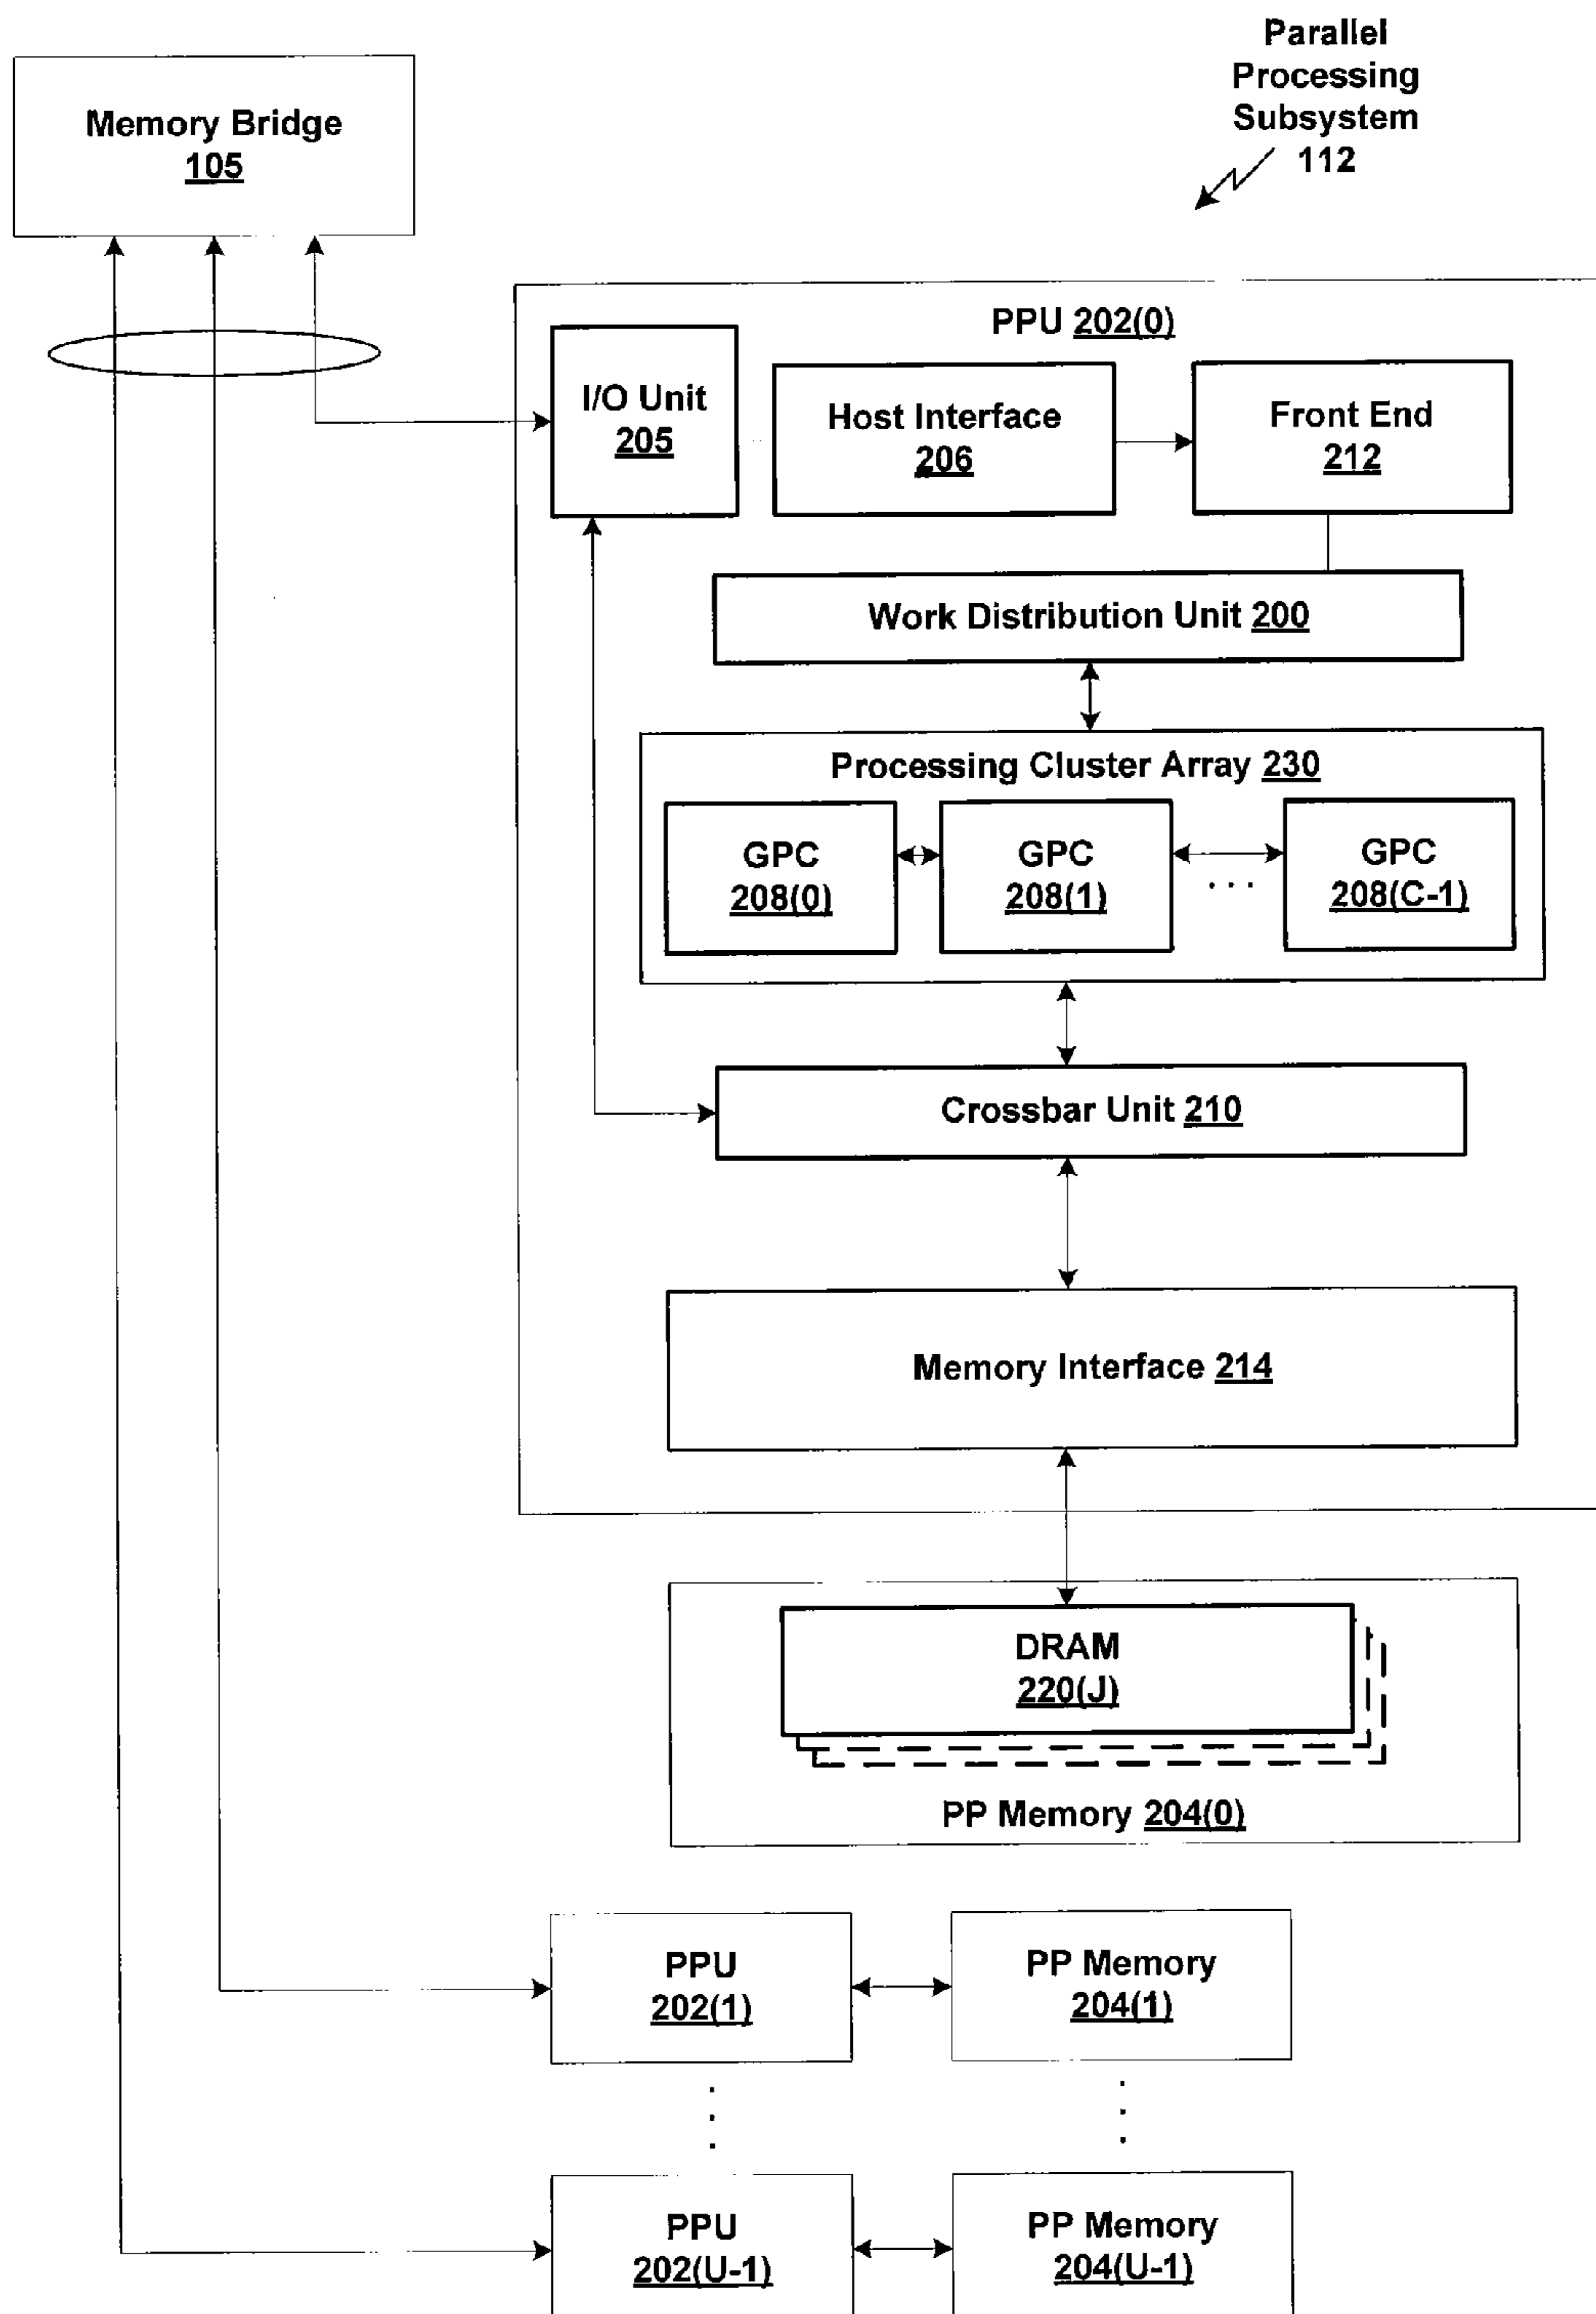 Parallel
Processing
Subsystem
112
Memory Bridge
105
PPU 202(0)
I/O Unit
205
Host Interface
206
Front End
212
Work Distribution Unit 200
Processing Cluster Array 230
GPC
208(0)
GPC
208(1)
. . .
GPC
208(C-1)
Crossbar Unit 210
Memory Interface 214
DRAM
220(J)
PP Memory 204(0)
PPU
202(1)
PP Memory
204(1)
PPU
202(U-1)
PP Memory
204(U-1)